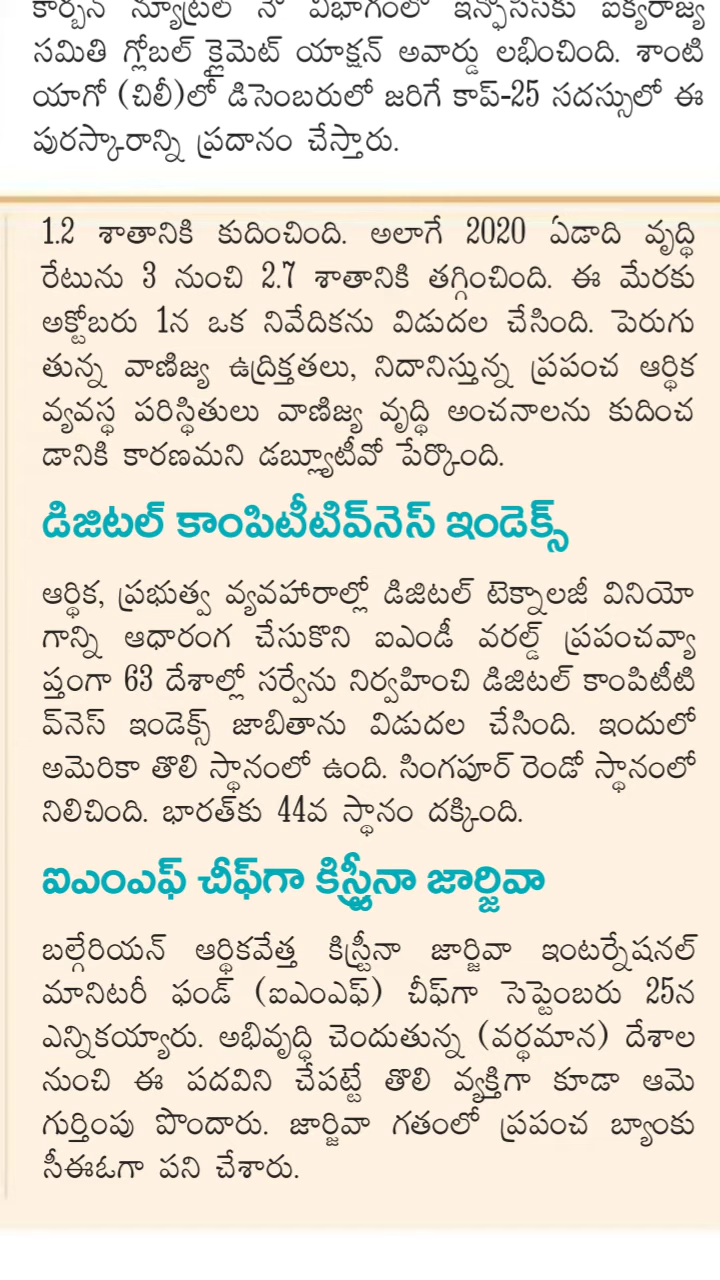 కార్బన్ న్యూట్రల్ నౌ విభాగంలో ఇన్ఫోసిస్‌కు ఐక్యరాజ్య
సమితి గ్లోబల్ క్లైమెట్ యాక్షన్ అవార్డు లభించింది. శాంటి
యాగో (చిలీ)లో డిసెంబరులో జరిగే కాప్-25 సదస్సులో ఈ
పురస్కారాన్ని ప్రదానం చేస్తారు.
1.2 శాతానికి కుదించింది. అలాగే 2020 ఏడాది వృద్ధి
రేటును 3 నుంచి 2.7 శాతానికి తగ్గించింది. ఈ మేరకు
అక్టోబరు 1న ఒక నివేదికను విడుదల చేసింది. పెరుగు
తున్న వాణిజ్య ఉద్రిక్తతలు, నిదానిస్తున్న ప్రపంచ ఆర్థిక
వ్యవస్థ పరిస్థితులు వాణిజ్య వృద్ధి అంచనాలను కుదించ
డానికి కారణమని డబ్ల్యూటీవో పేర్కొంది.
డిజిటల్ కాంపిటీటివ్‌నెస్ ఇండెక్స్
ఆర్థిక, ప్రభుత్వ వ్యవహారాల్లో డిజిటల్ టెక్నాలజీ వినియో
గాన్ని ఆధారంగ చేసుకొని ఐఎండీ వరల్డ్ ప్రపంచవ్యా
ప్తంగా 63 దేశాల్లో సర్వేను నిర్వహించి డిజిటల్ కాంపిటీటి
వ్‌నెస్ ఇండెక్స్ జాబితాను విడుదల చేసింది. ఇందులో
అమెరికా తొలి స్థానంలో ఉంది. సింగపూర్ రెండో స్థానంలో
నిలిచింది. భారత్‌కు 44వ స్థానం దక్కింది.
ఐఎంఎఫ్ చీఫ్‌గా క్రిస్టీనా జార్జివా
బల్గేరియన్ ఆర్థికవేత్త క్రిస్టీనా జార్జివా ఇంటర్నేషనల్
మానిటరీ ఫండ్ (ఐఎంఎఫ్) చీఫ్‌గా సెప్టెంబరు 25న
ఎన్నికయ్యారు. అభివృద్ధి చెందుతున్న (వర్థమాన) దేశాల
నుంచి ఈ పదవిని చేపట్టే తొలి వ్యక్తిగా కూడా ఆమె
గుర్తింపు పొందారు. జార్జివా గతంలో ప్రపంచ బ్యాంకు
సీఈఓగా పని చేశారు.